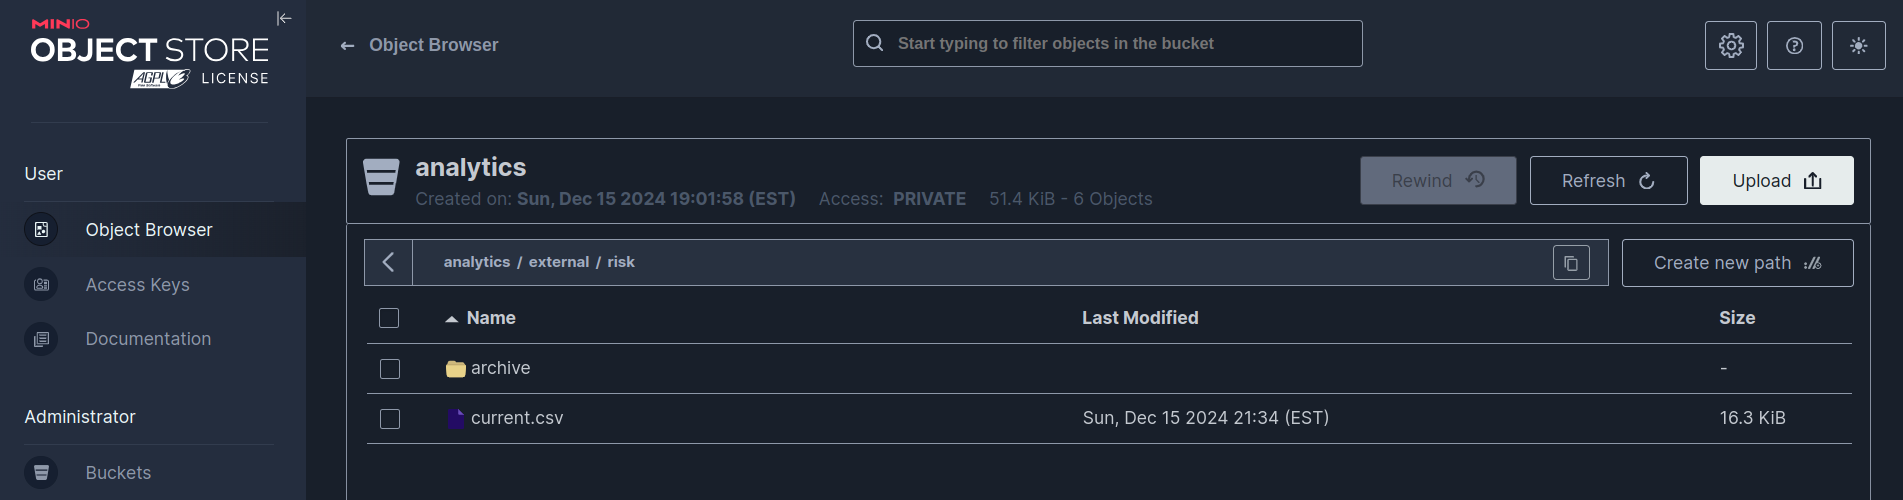 MINIO
OBJECT STORE
AGPL
Free Software
LICENSE
Object Browser
Start typing to filter objects in the bucket
User
Object Browser
Access Keys
Documentation
Administrator
Buckets
analytics
Created on: Sun, Dec 15 2024 19:01:58 (EST) Access: PRIVATE 51.4 KiB - 6 Objects
Rewind
Refresh
Upload
analytics / external / risk
Create new path
Name Last Modified Size
archive -
current.csv Sun, Dec 15 2024 21:34 (EST) 16.3 KiB